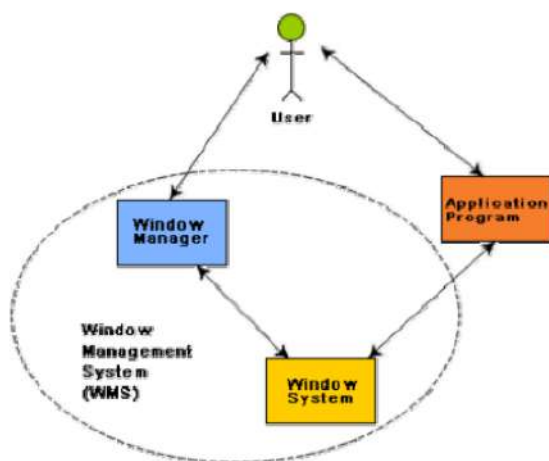 User
Application
Program
Window
Manager
Window
Management
System
(WMS)
Window
System